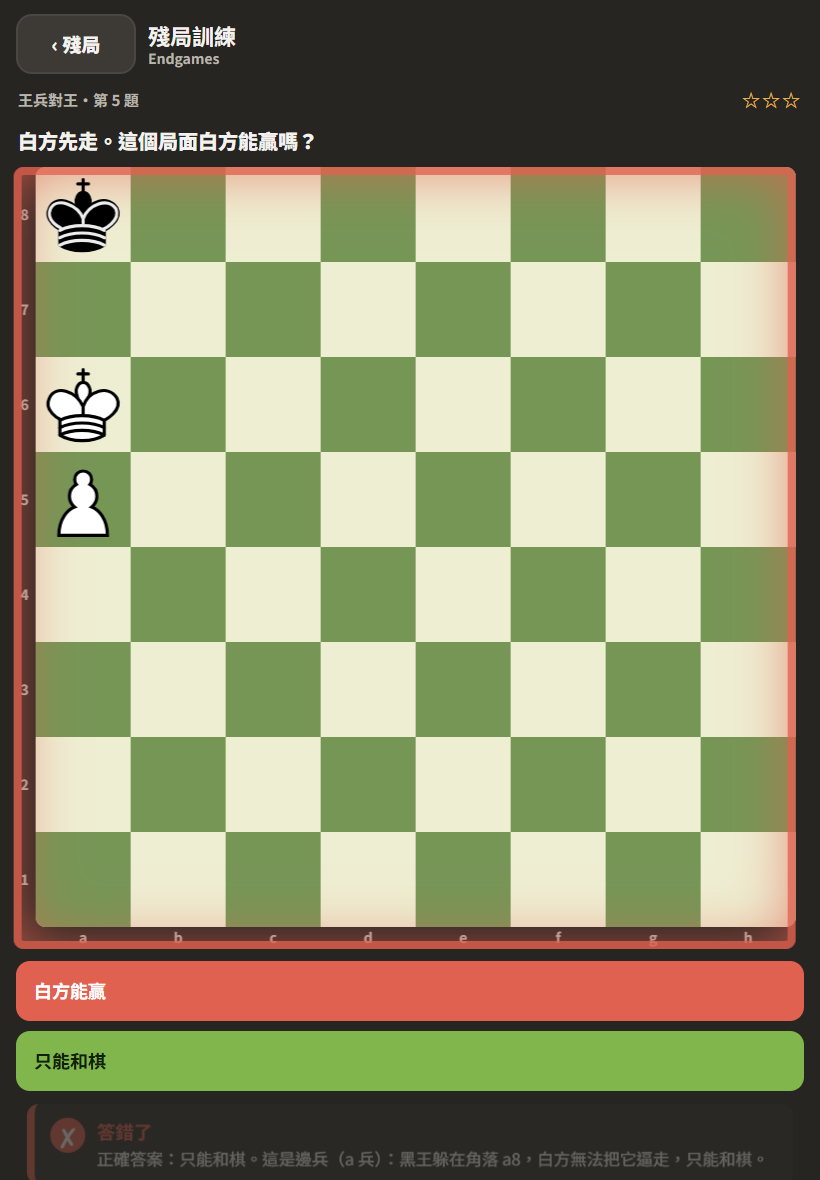 ‹ 殘局
殘局訓練
Endgames
王兵對王・第 5 題
☆☆☆
白方先走。這個局面白方能贏嗎？
8
7
6
5
4
3
2
1
a b c d e f g h
白方能贏
只能和棋
✗ 答錯了
正確答案：只能和棋。這是邊兵（a 兵）：黑王躲在角落 a8，白方無法把它逼走，只能和棋。